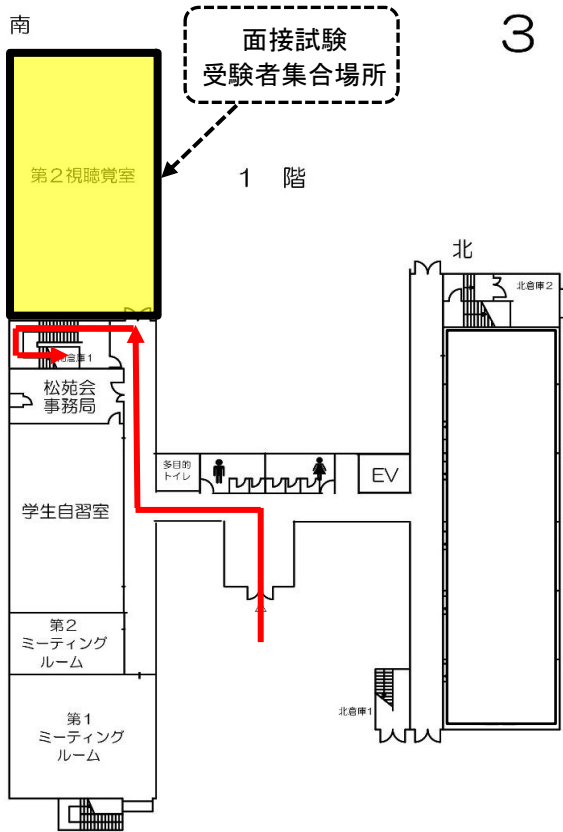 南
面接試験
受験者集合場所
3
第2視聴覚室
1 階
北
北倉庫2
松苑会
事務局
多目的
トイレ
EV
学生自習室
第2
ミーティング
ルーム
第1
ミーティング
ルーム
北倉庫1